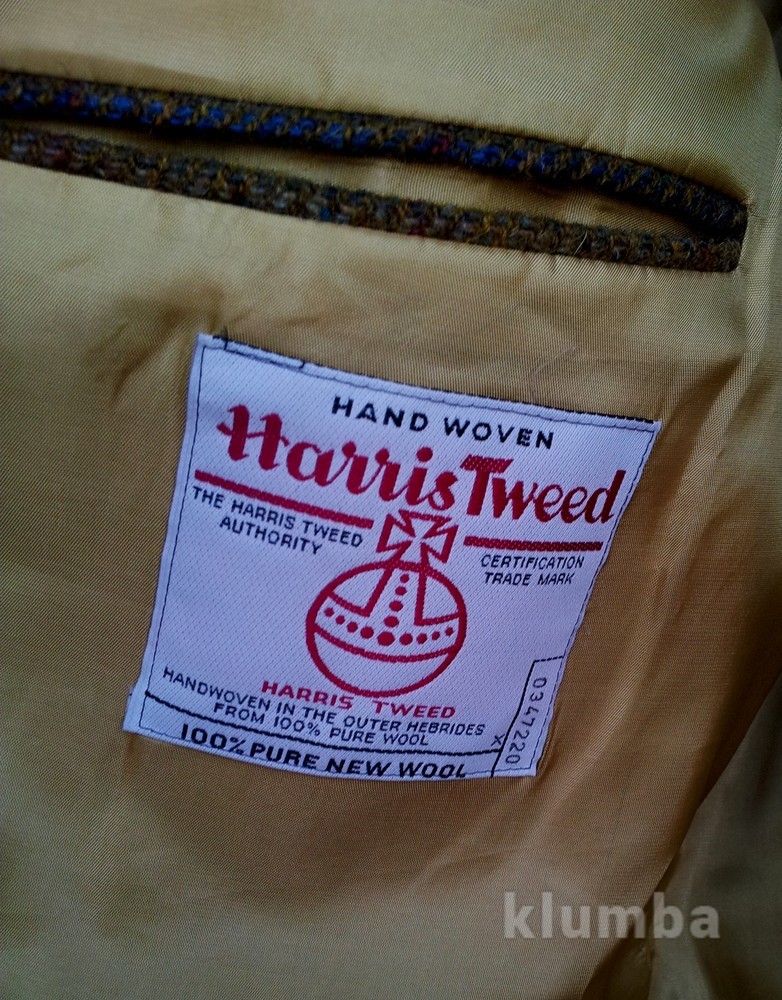 HAND WOVEN
Harris Tweed
THE HARRIS TWEED
AUTHORITY
CERTIFICATION
TRADE MARK
HARRIS TWEED
HANDWOVEN IN THE OUTER HEBRIDES
FROM 100% PURE WOOL
X
0347220
100% PURE NEW WOOL
klumba